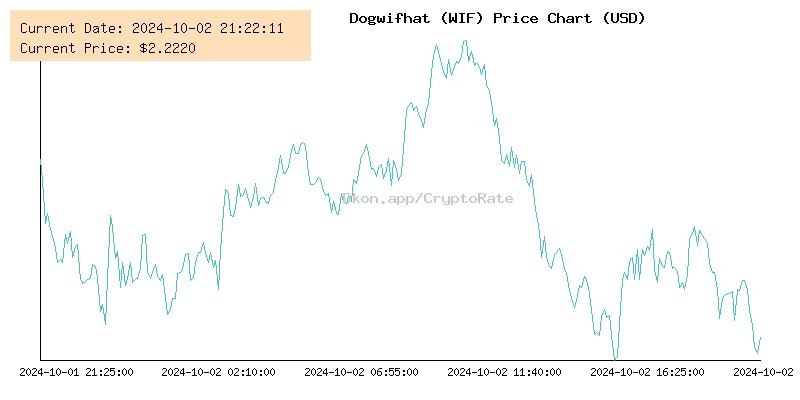 Dogwifhat (WIF) Price Chart (USD)
Current Date: 2024-10-02 21:22:11
Current Price: $2.2220
2024-10-01 21:25:00 2024-10-02 02:10:00 2024-10-02 06:55:00 2024-10-02 11:40:00 2024-10-02 16:25:00 2024-10-02